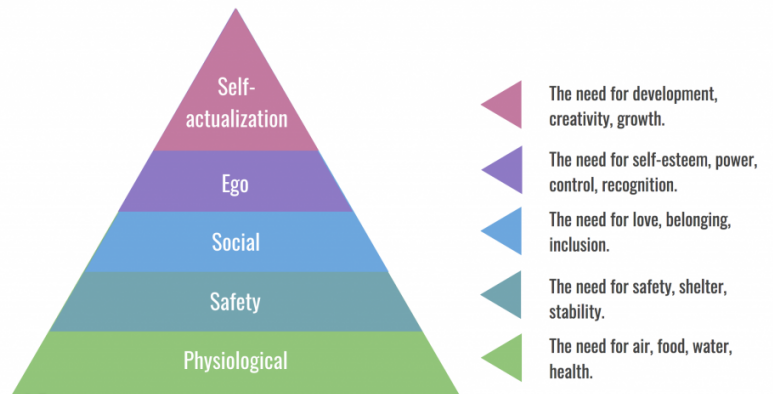 Self-
actualization
The need for development,
creativity, growth.
Ego
The need for self-esteem, power,
control, recognition.
Social
The need for love, belonging,
inclusion.
Safety
The need for safety, shelter,
stability.
Physiological
The need for air, food, water,
health.